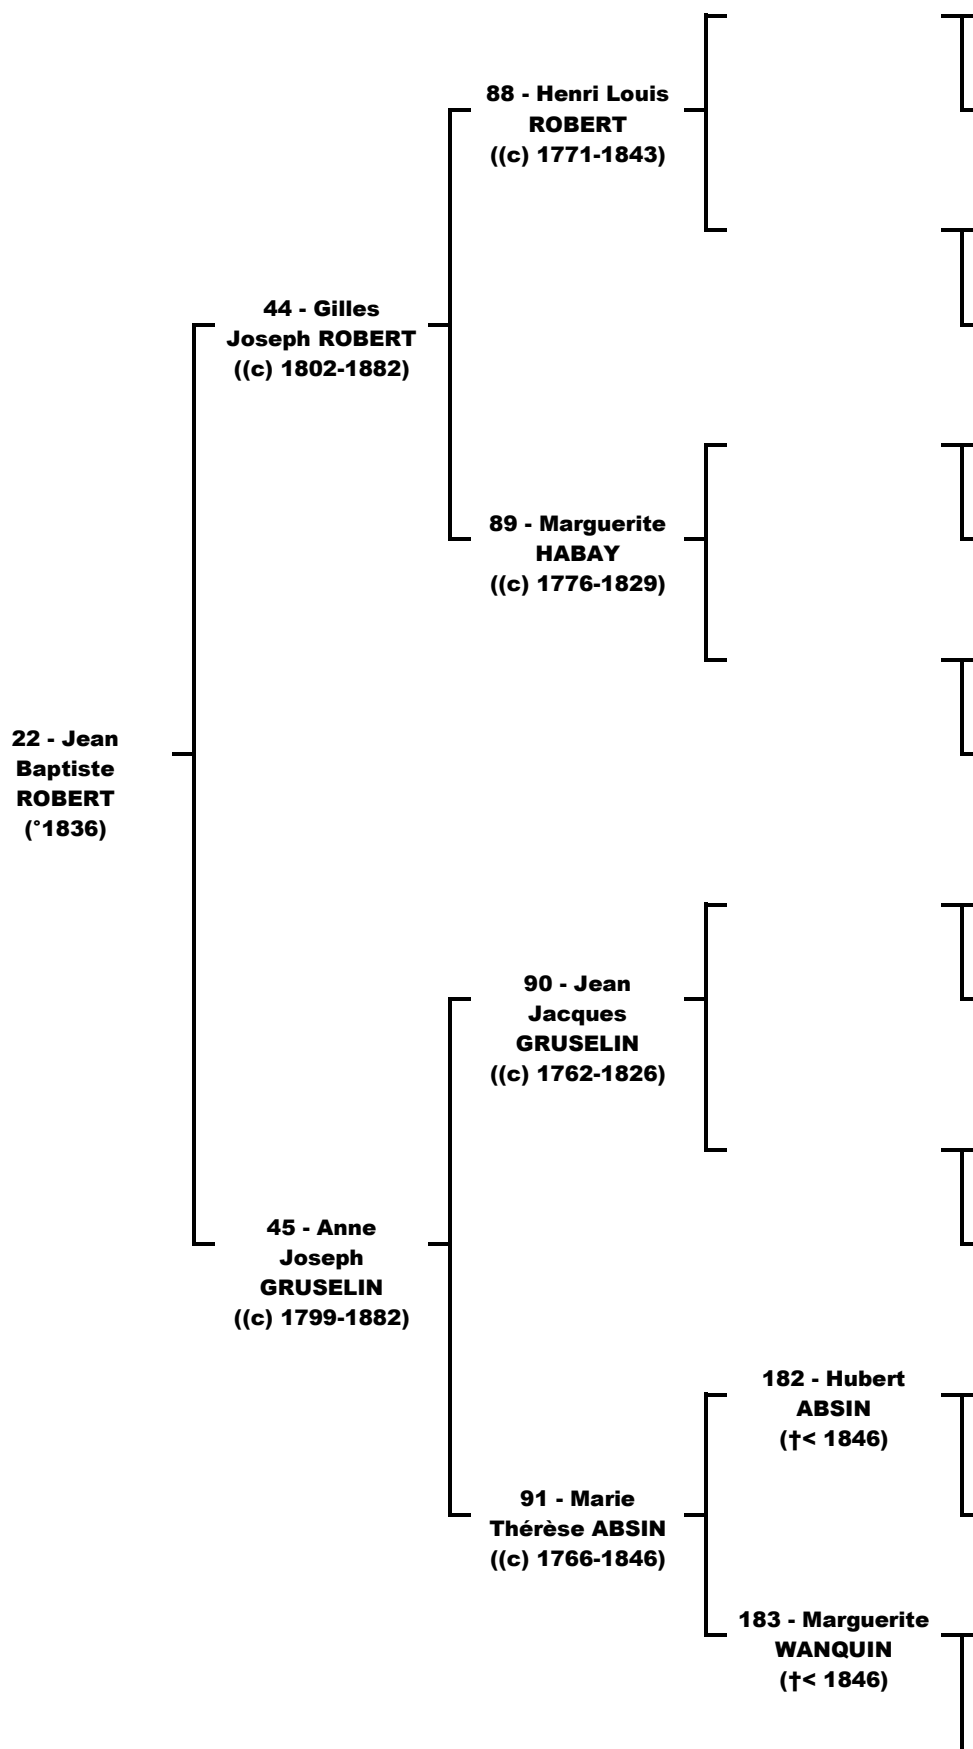 88 - Henri Louis
ROBERT
((c) 1771-1843)
44 - Gilles
Joseph ROBERT
((c) 1802-1882)
89 - Marguerite
HABAY
((c) 1776-1829)
22 - Jean
Baptiste
ROBERT
(°1836)
90 - Jean
Jacques
GRUSELIN
((c) 1762-1826)
45 - Anne
Joseph
GRUSELIN
((c) 1799-1882)
182 - Hubert
ABSIN
(†< 1846)
91 - Marie
Thérèse ABSIN
((c) 1766-1846)
183 - Marguerite
WANQUIN
(†< 1846)